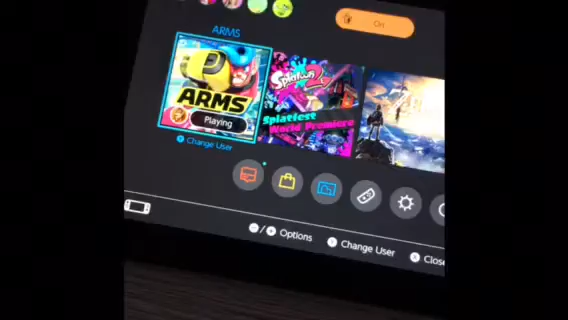 On
ARMS
ARMS
Playing
Change User
Splatoon 2
Splatfest
World Premiere
Options
Change User
Close